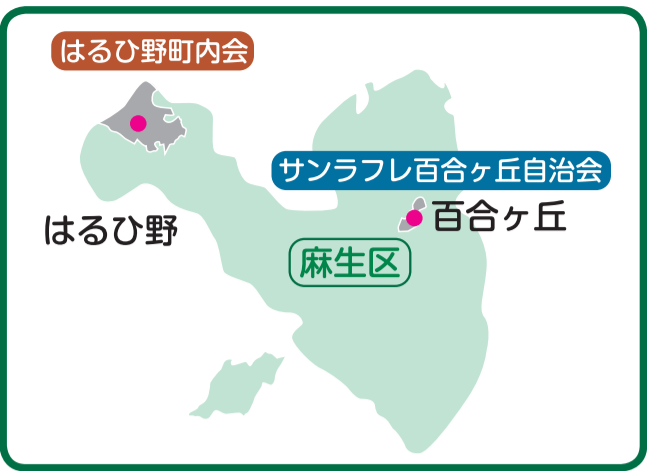 はるひ野町内会
サンラフレ百合ヶ丘自治会
百合ヶ丘
はるひ野
麻生区